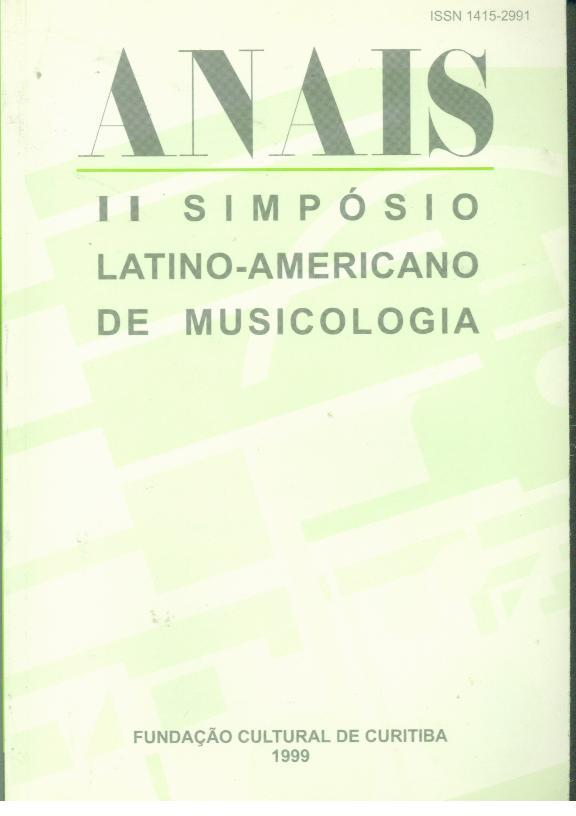 ISSN 1415-2991
ANAIS
II SIMPÓSIO
LATINO-AMERICANO
DE MUSICOLOGIA
FUNDAÇÃO CULTURAL DE CURITIBA
1999